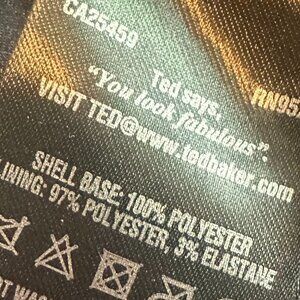 CA25459
RN95
Ted says,
"You look fabulous".
VISIT TED@www.tedbaker.com
SHELL BASE: 100% POLYESTER
LINING: 97% POLYESTER, 3% ELASTANE